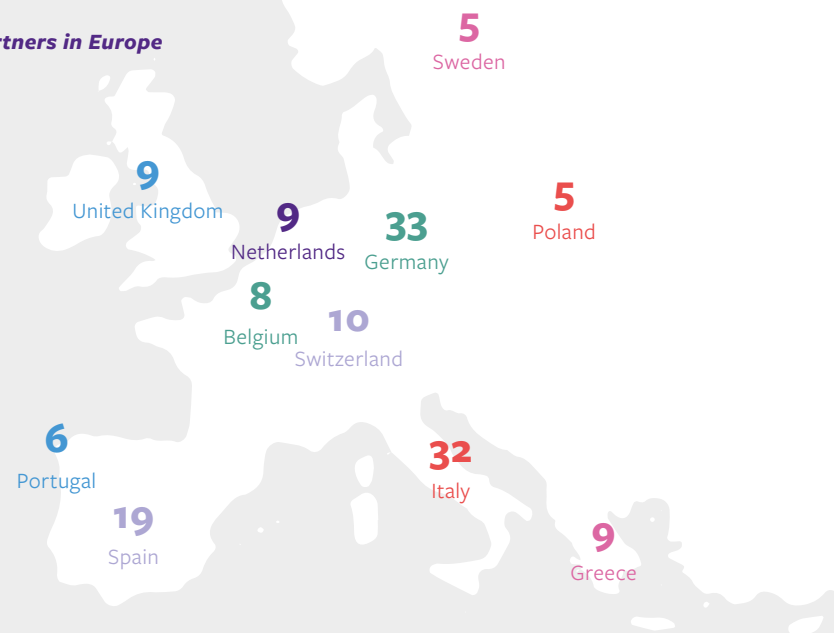 in Europe
5
Sweden
9
United Kingdom
9
Netherlands
33
Germany
5
Poland
8
Belgium
10
Switzerland
6
Portugal
32
Italy
19
Spain
9
Greece